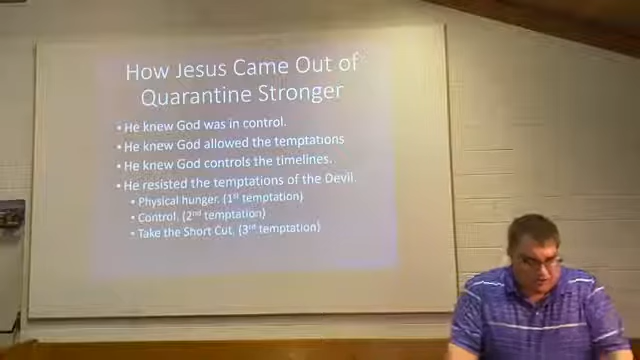 How Jesus Came Out of
Quarantine Stronger
• He knew God was in control.
• He knew God allowed the temptations
• He knew God controls the timelines.
• He resisted the temptations of the Devil.
• Physical hunger. (1st temptation)
• Control. (2nd temptation)
• Take the Short Cut. (3rd temptation)